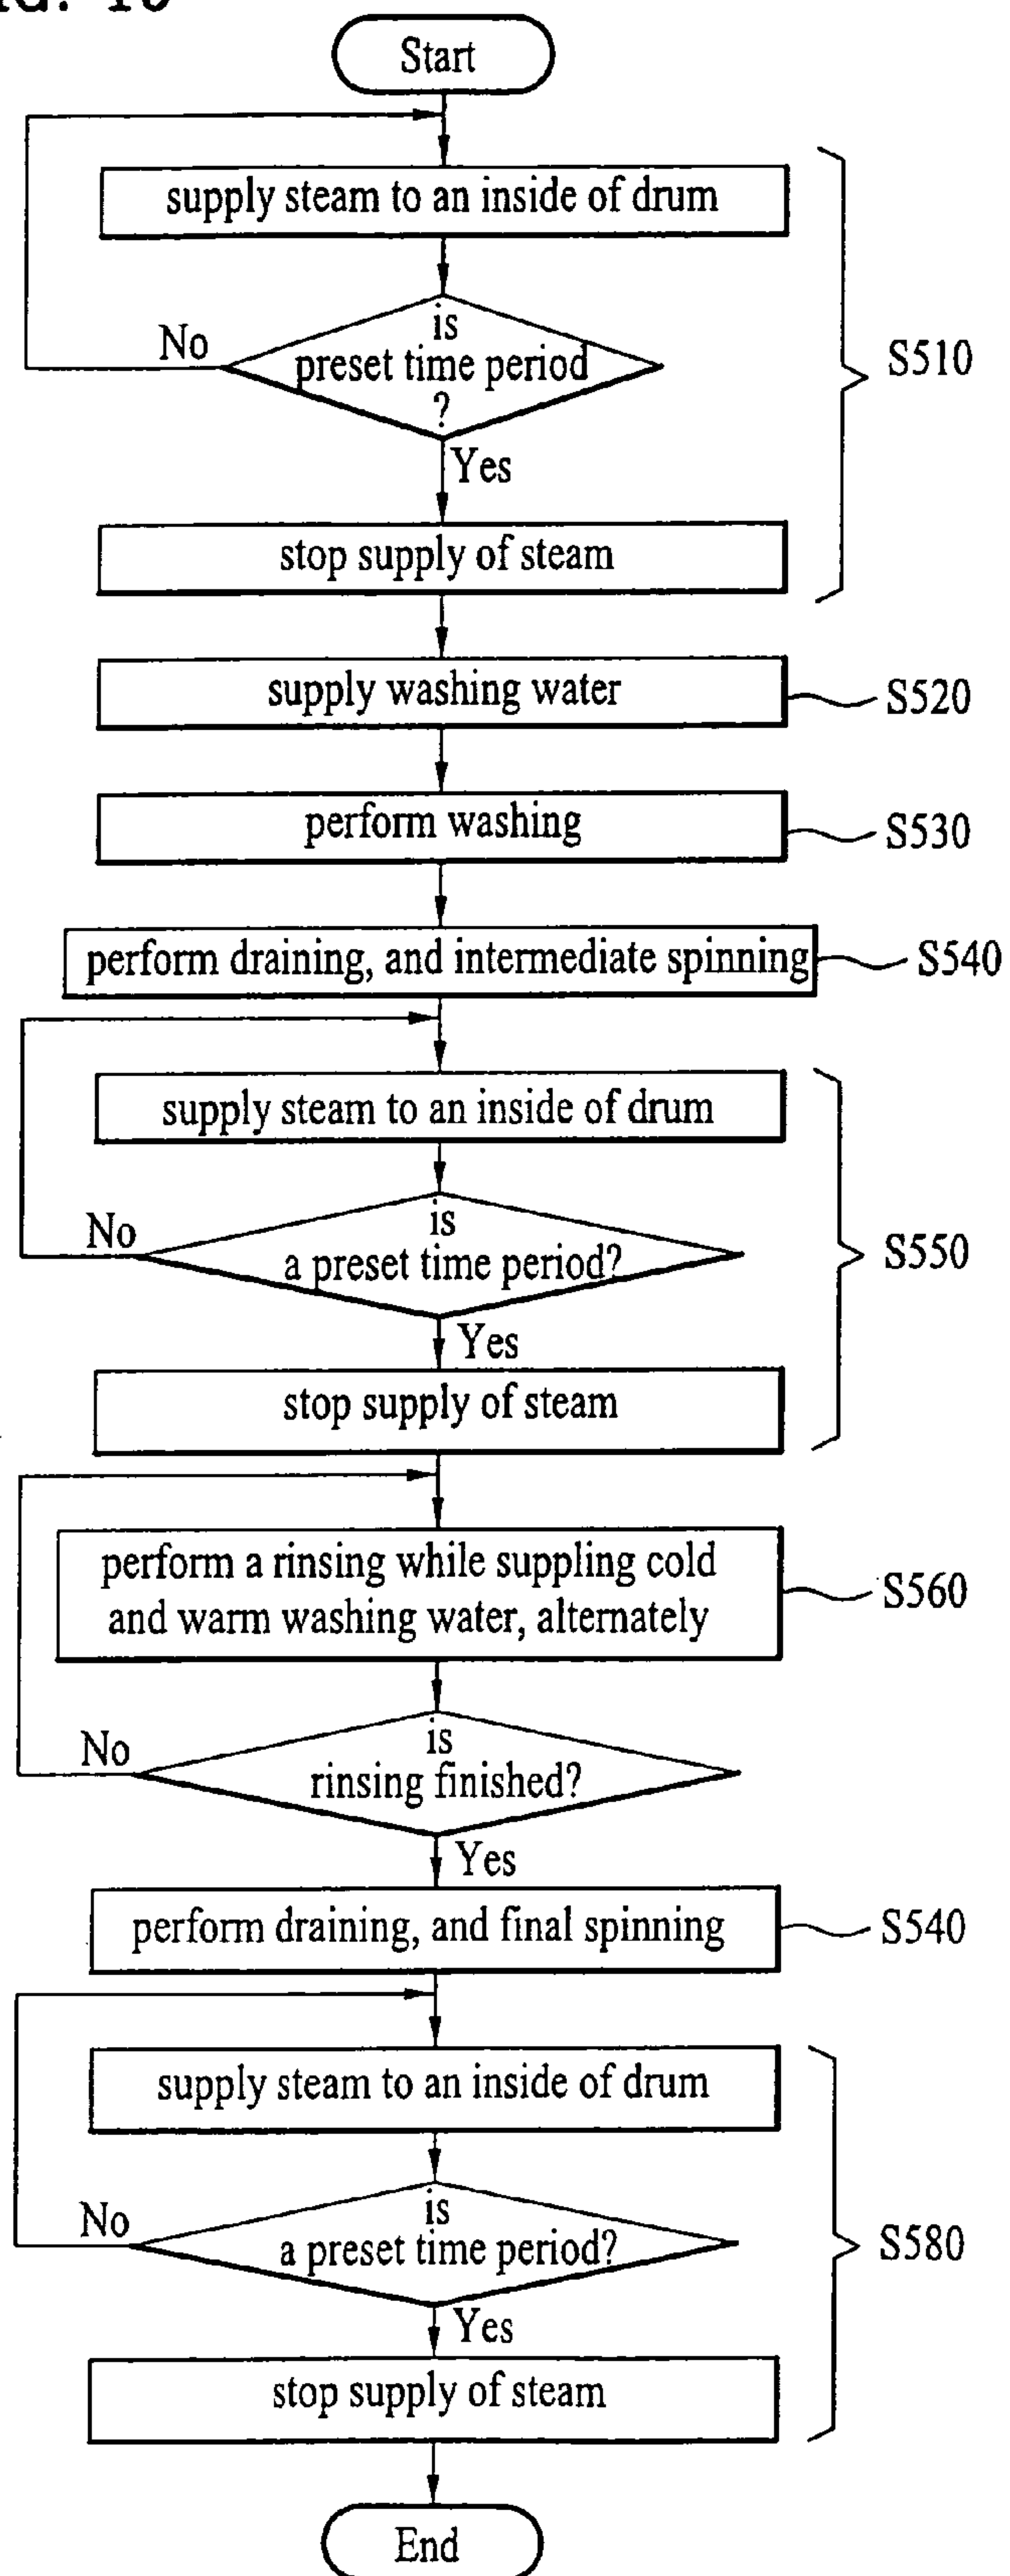 Start
supply steam to an inside of drum
is
preset time period
?
No
Yes
S510
stop supply of steam
supply washing water
S520
perform washing
S530
perform draining, and intermediate spinning
S540
supply steam to an inside of drum
is
a preset time period?
No
Yes
S550
stop supply of steam
perform a rinsing while suppling cold
and warm washing water, alternately
S560
is
rinsing finished?
No
Yes
perform draining, and final spinning
S540
supply steam to an inside of drum
is
a preset time period?
No
Yes
S580
stop supply of steam
End